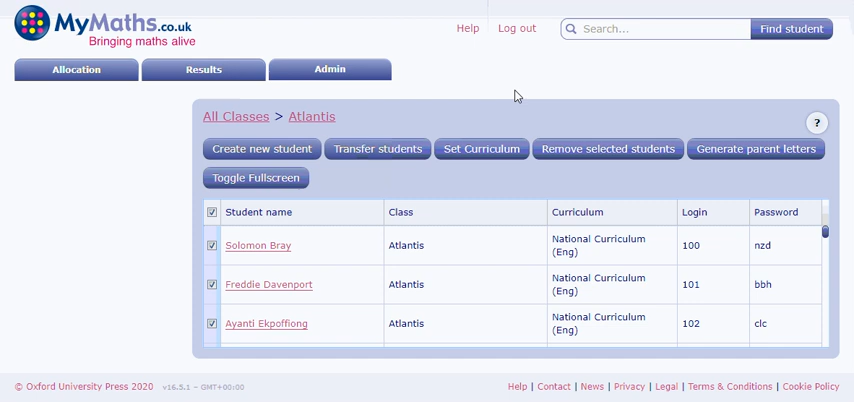 MyMaths.co.uk
Bringing maths alive
Help Log out Search... Find student
Allocation Results Admin
All Classes > Atlantis
?
Create new student Transfer students Set Curriculum Remove selected students Generate parent letters
Toggle Fullscreen
Student name Class Curriculum Login Password
Solomon Bray Atlantis National Curriculum (Eng) 100 nzd
Freddie Davenport Atlantis National Curriculum (Eng) 101 bbh
Ayanti Ekpoffiong Atlantis National Curriculum (Eng) 102 clc
© Oxford University Press 2020 v16.5.1 – GMT+00:00 Help | Contact | News | Privacy | Legal | Terms & Conditions | Cookie Policy